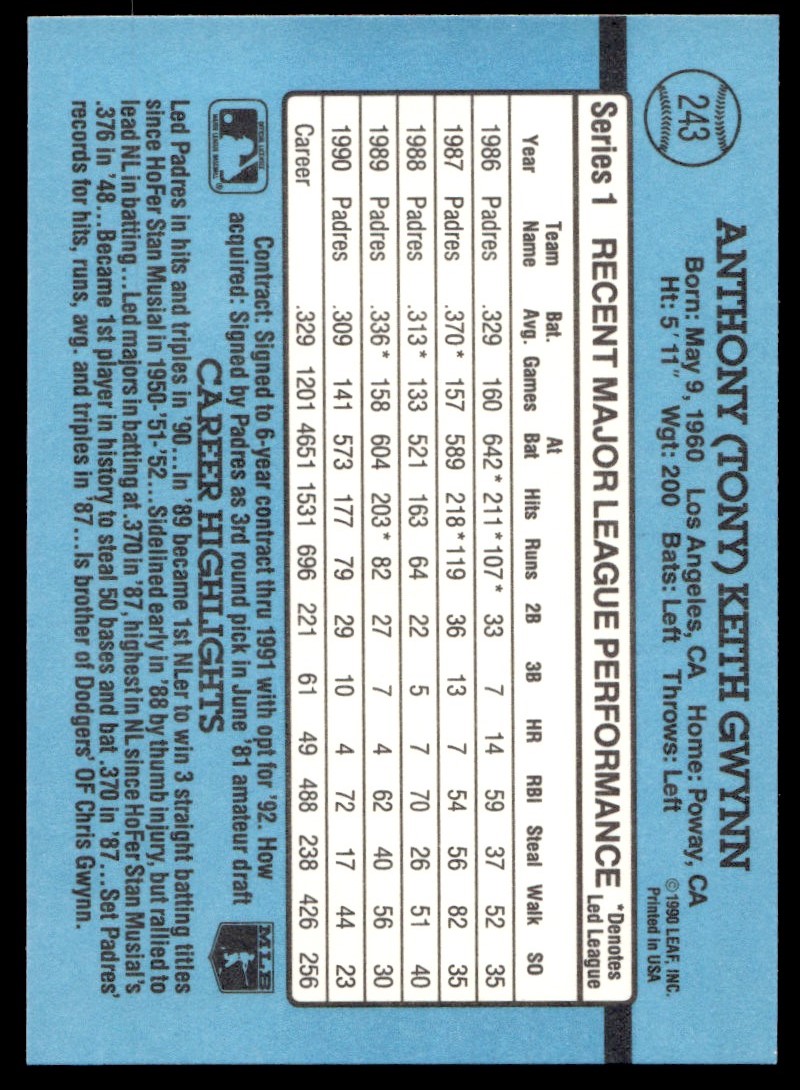 243
ANTHONY (TONY) KEITH GWYNN
Born: May 9, 1960 Los Angeles, CA Home: Poway, CA
Ht: 5'11" Wgt: 200 Bats: Left Throws: Left
©1990 LEAF, INC.
Printed in USA
Series 1 RECENT MAJOR LEAGUE PERFORMANCE *Denotes Led League
Year Team Name Bat. Avg. Games At Bat Hits Runs 2B 3B HR RBI Steal Walk SO
1986 Padres .329 160 642* 211* 107* 33 7 14 59 37 52 35
1987 Padres .370* 157 589 218* 119 36 13 7 54 56 82 35
1988 Padres .313* 133 521 163 64 22 5 7 70 26 51 40
1989 Padres .336* 158 604 203* 82 27 7 4 62 40 56 30
1990 Padres .309 141 573 177 79 29 10 4 72 17 44 23
Career .329 1201 4651 1531 696 221 61 49 488 238 426 256
OFFICIAL LICENSEE
MAJOR LEAGUE BASEBALL
®
Contract: Signed to 6-year contract thru 1991 with opt for '92. How
acquired: Signed by Padres as 3rd round pick in June '81 amateur draft
MLB
CAREER HIGHLIGHTS
Led Padres in hits and triples in '90...In '89 became 1st NLer to win 3 straight batting titles
since HoFer Stan Musial in 1950-'51-'52...Sidelined early in '88 by thumb injury, but rallied to
lead NL in batting...Led majors in batting at .370 in '87, highest in NL since HoFer Stan Musial's
.376 in '48...Became 1st player in history to steal 50 bases and bat .370 in '87...Set Padres'
records for hits, runs, avg. and triples in '87...Is brother of Dodgers' OF Chris Gwynn.